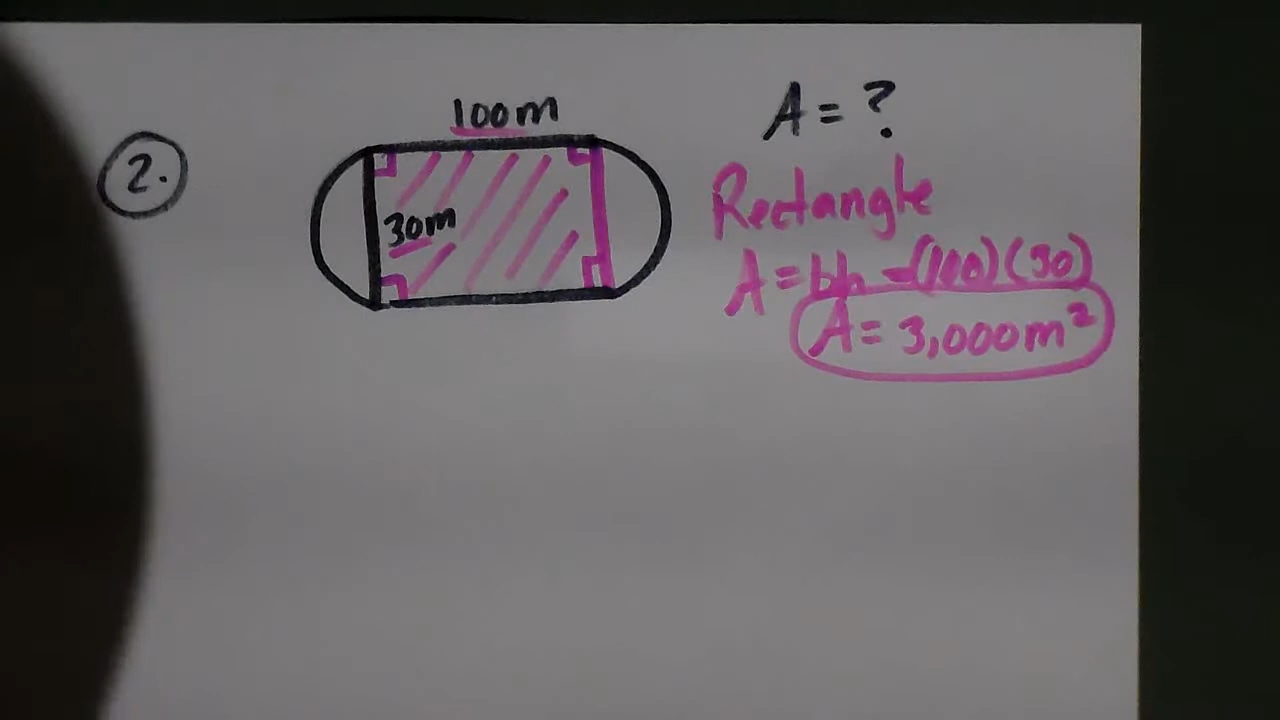 2.
100m
30m
A = ?
Rectangle
A = bh = (100)(30)
A = 3,000m²